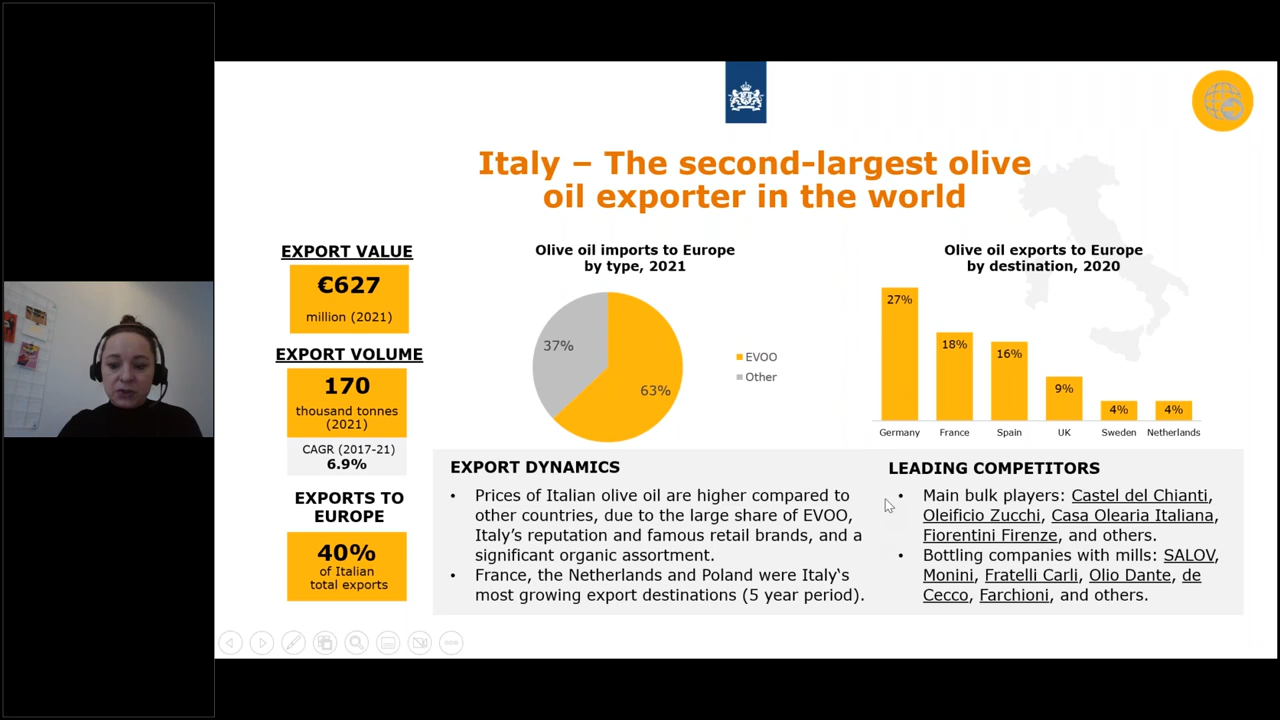 Italy – The second-largest olive
oil exporter in the world
EXPORT VALUE
€627
million (2021)
EXPORT VOLUME
170
thousand tonnes
(2021)
CAGR (2017-21)
6.9%
EXPORTS TO
EUROPE
40%
of Italian
total exports
Olive oil imports to Europe
by type, 2021
37%
63%
EVOO
Other
Olive oil exports to Europe
by destination, 2020
27%
18%
16%
9%
4%
4%
Germany
France
Spain
UK
Sweden
Netherlands
EXPORT DYNAMICS
• Prices of Italian olive oil are higher compared to
other countries, due to the large share of EVOO,
Italy’s reputation and famous retail brands, and a
significant organic assortment.
• France, the Netherlands and Poland were Italy‘s
most growing export destinations (5 year period).
LEADING COMPETITORS
• Main bulk players: Castel del Chianti,
Oleificio Zucchi, Casa Olearia Italiana,
Fiorentini Firenze, and others.
• Bottling companies with mills: SALOV,
Monini, Fratelli Carli, Olio Dante, de
Cecco, Farchioni, and others.